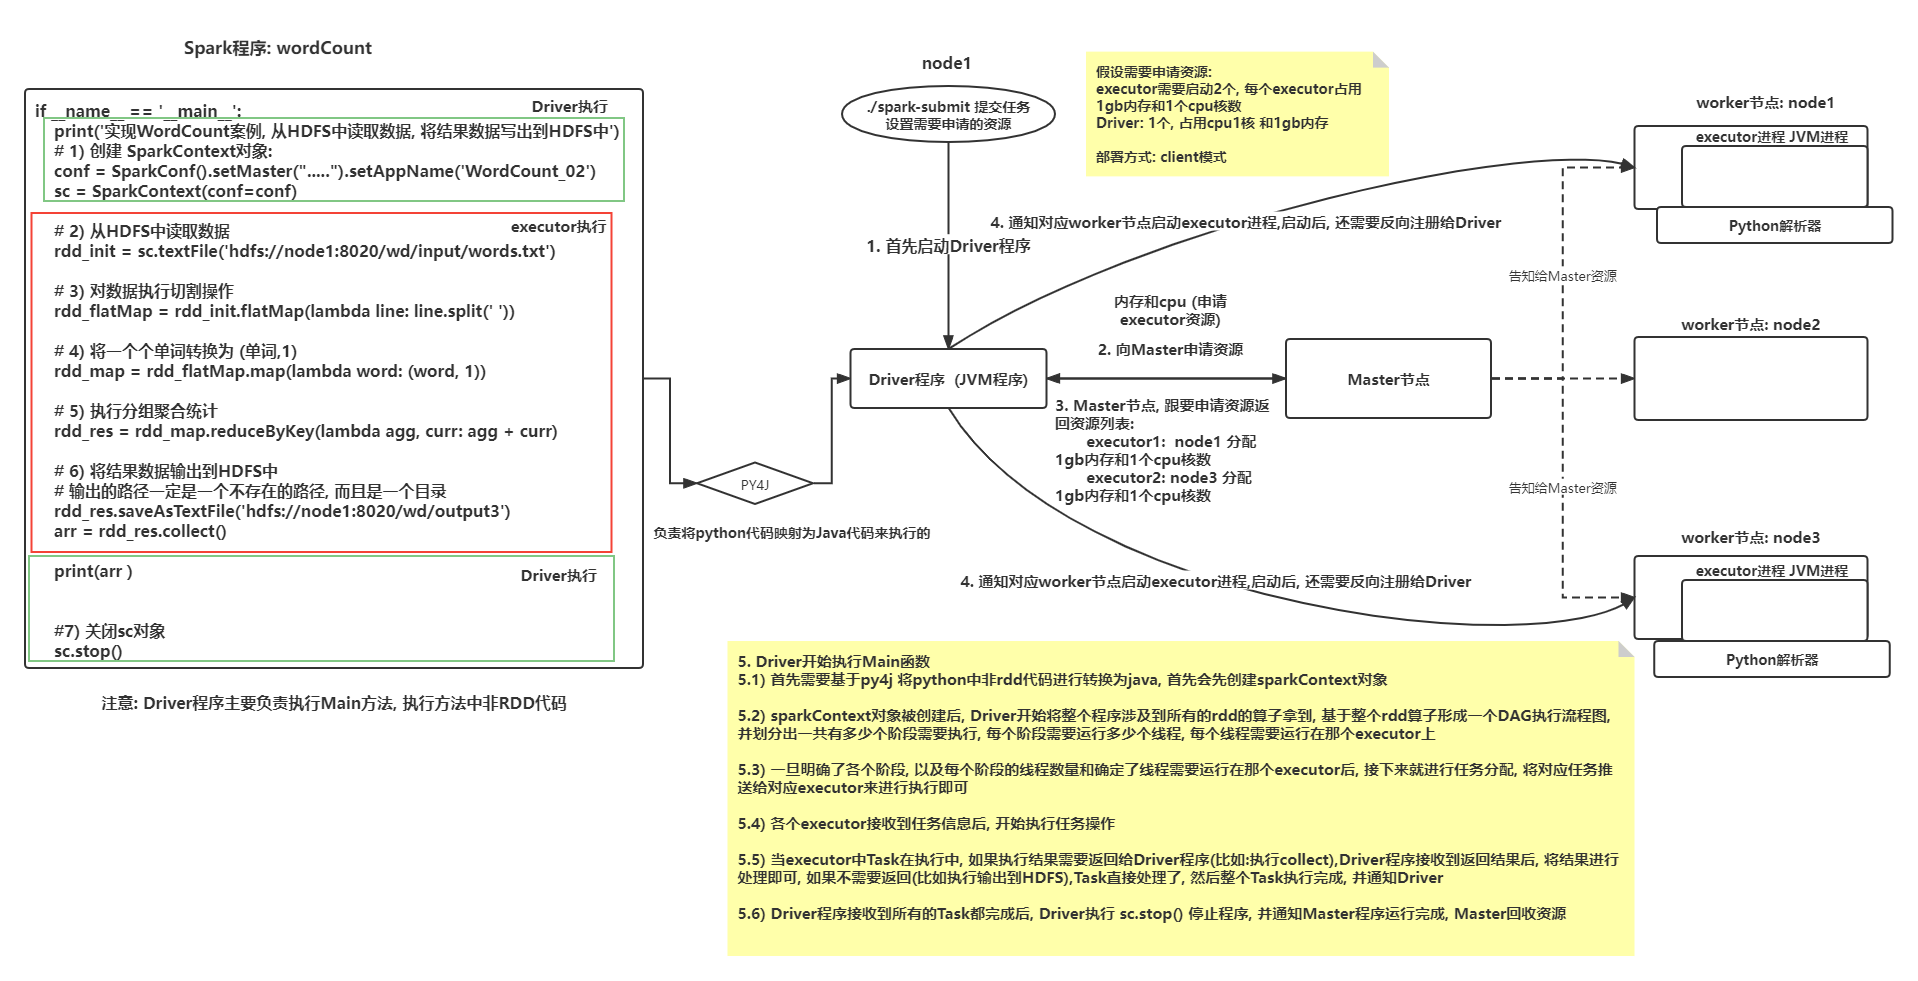 Spark程序: wordCount
if __name__ == '__main__':
Driver执行
print('实现WordCount案例, 从HDFS中读取数据, 将结果数据写出到HDFS中')
# 1) 创建 SparkContext对象:
conf = SparkConf().setMaster(".....").setAppName('WordCount_02')
sc = SparkContext(conf=conf)
executor执行
# 2) 从HDFS中读取数据
rdd_init = sc.textFile('hdfs://node1:8020/wd/input/words.txt')
# 3) 对数据执行切割操作
rdd_flatMap = rdd_init.flatMap(lambda line: line.split(' '))
# 4) 将一个个单词转换为 (单词,1)
rdd_map = rdd_flatMap.map(lambda word: (word, 1))
# 5) 执行分组聚合统计
rdd_res = rdd_map.reduceByKey(lambda agg, curr: agg + curr)
# 6) 将结果数据输出到HDFS中
# 输出的路径一定是一个不存在的路径, 而且是一个目录
rdd_res.saveAsTextFile('hdfs://node1:8020/wd/output3')
arr = rdd_res.collect()
print(arr )
Driver执行
#7) 关闭sc对象
sc.stop()
注意: Driver程序主要负责执行Main方法, 执行方法中非RDD代码
PY4J
负责将python代码映射为Java代码来执行的
node1
./spark-submit 提交任务
设置需要申请的资源
1. 首先启动Driver程序
Driver程序 (JVM程序)
假设需要申请资源:
executor需要启动2个, 每个executor占用
1gb内存和1个cpu核数
Driver: 1个, 占用cpu1核 和1gb内存
部署方式: client模式
4. 通知对应worker节点启动executor进程,启动后, 还需要反向注册给Driver
内存和cpu (申请
executor资源)
2. 向Master申请资源
Master节点
3. Master节点, 跟要申请资源返
回资源列表:
executor1: node1 分配
1gb内存和1个cpu核数
executor2: node3 分配
1gb内存和1个cpu核数
4. 通知对应worker节点启动executor进程,启动后, 还需要反向注册给Driver
worker节点: node1
executor进程 JVM进程
Python解析器
告知给Master资源
worker节点: node2
告知给Master资源
worker节点: node3
executor进程 JVM进程
Python解析器
5. Driver开始执行Main函数
5.1) 首先需要基于py4j 将python中非rdd代码进行转换为java, 首先会先创建sparkContext对象
5.2) sparkContext对象被创建后, Driver开始将整个程序涉及到所有的rdd的算子拿到, 基于整个rdd算子形成一个DAG执行流程图,
并划分出一共有多少个阶段需要执行, 每个阶段需要运行多少个线程, 每个线程需要运行在那个executor上
5.3) 一旦明确了各个阶段, 以及每个阶段的线程数量和确定了线程需要运行在那个executor后, 接下来就进行任务分配, 将对应任务推
送给对应executor来进行执行即可
5.4) 各个executor接收到任务信息后, 开始执行任务操作
5.5) 当executor中Task在执行中, 如果执行结果需要返回给Driver程序(比如:执行collect),Driver程序接收到返回结果后, 将结果进行
处理即可, 如果不需要返回(比如执行输出到HDFS),Task直接处理了, 然后整个Task执行完成, 并通知Driver
5.6) Driver程序接收到所有的Task都完成后, Driver执行 sc.stop() 停止程序, 并通知Master程序运行完成, Master回收资源